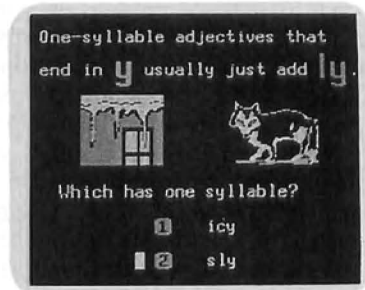 One-syllable adjectives that
end in y usually just add ly.
Which has one syllable?
1 icy
2 sly